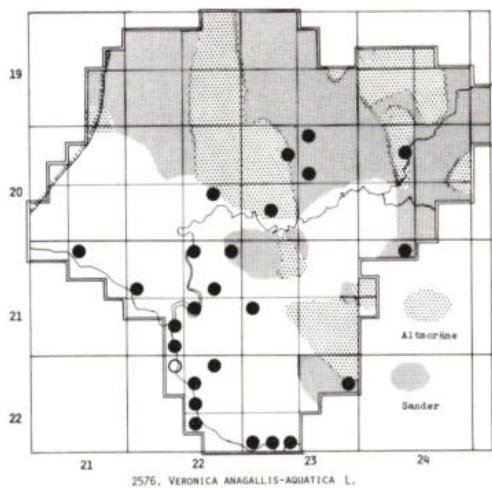 19
20
21
22
Altmoräne
Sander
21 22 23 24
2576. VERONICA ANAGALLIS-AQUATICA L.